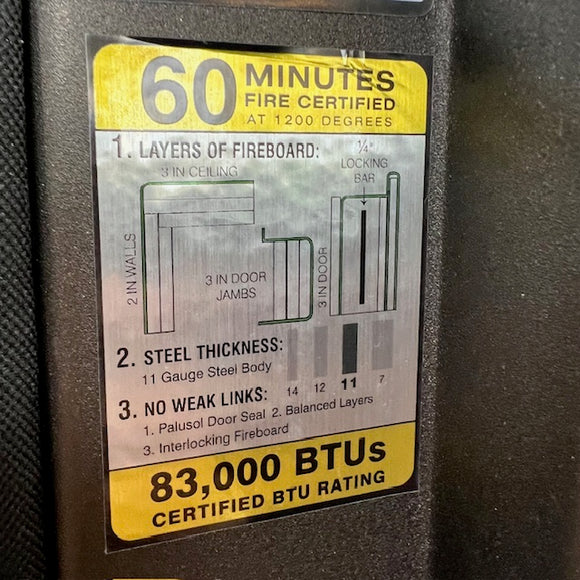 60 MINUTES
FIRE CERTIFIED
AT 1200 DEGREES
1. LAYERS OF FIREBOARD:
3 IN CEILING
1/4"
LOCKING
BAR
2 IN WALLS
3 IN DOOR
JAMBS
3 IN DOOR
2. STEEL THICKNESS:
11 Gauge Steel Body
14 12 11 7
3. NO WEAK LINKS:
1. Palusol Door Seal 2. Balanced Layers
3. Interlocking Fireboard
83,000 BTUs
CERTIFIED BTU RATING